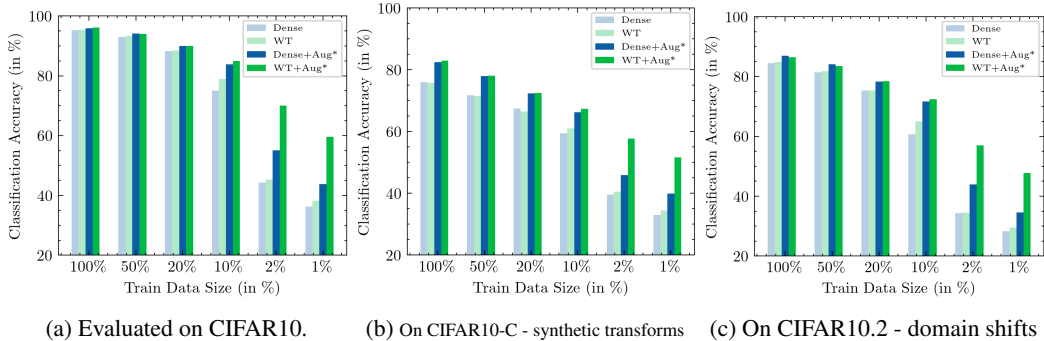 Classification Accuracy (in %)
100
80
60
40
20
Dense
WT
Dense+Aug*
WT+Aug*
100% 50% 20% 10% 2% 1%
Train Data Size (in %)
(a) Evaluated on CIFAR10.
Classification Accuracy (in %)
100
80
60
40
20
Dense
WT
Dense+Aug*
WT+Aug*
100% 50% 20% 10% 2% 1%
Train Data Size (in %)
(b) On CIFAR10-C - synthetic transforms
Classification Accuracy (in %)
100
80
60
40
20
Dense
WT
Dense+Aug*
WT+Aug*
100% 50% 20% 10% 2% 1%
Train Data Size (in %)
(c) On CIFAR10.2 - domain shifts